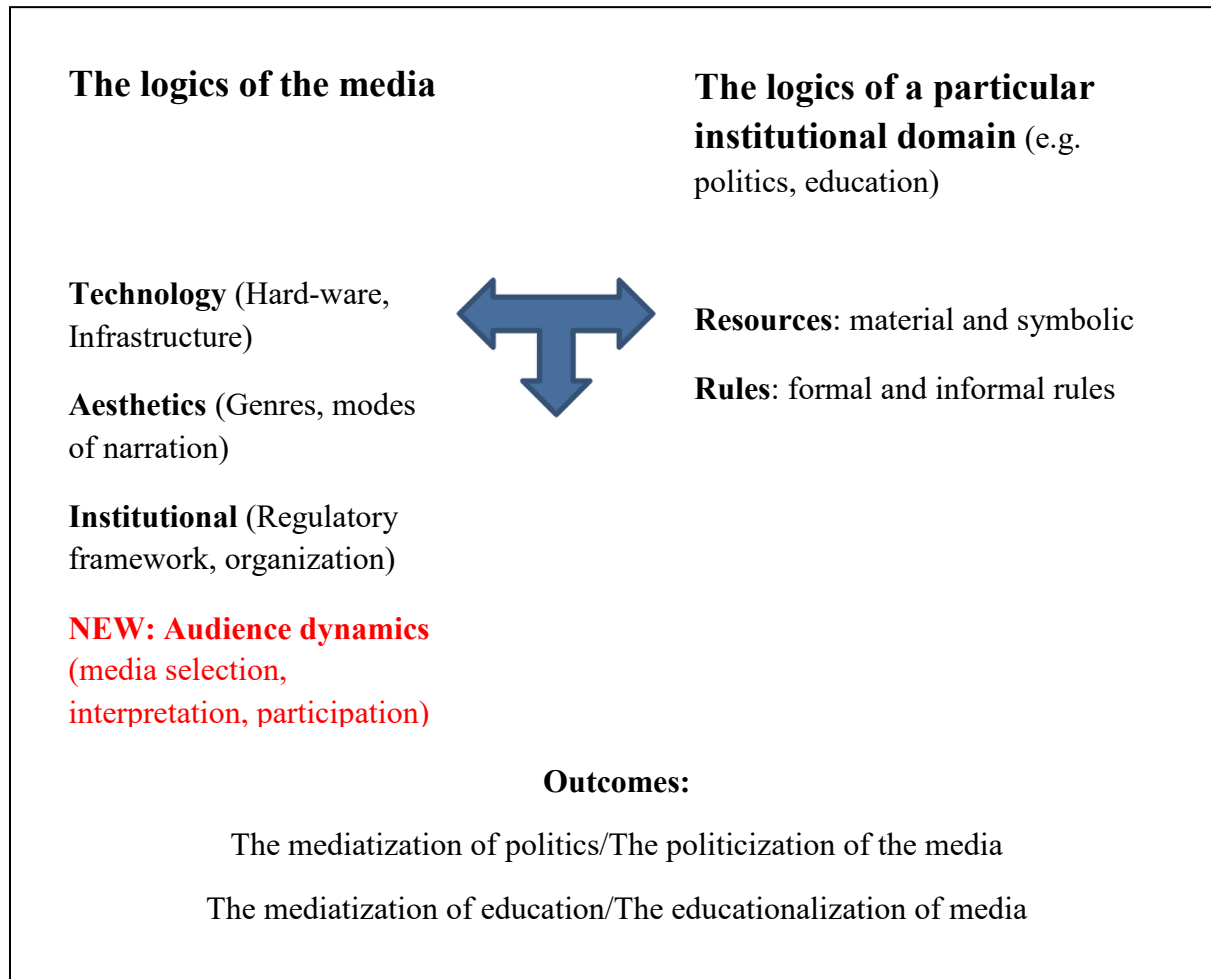 The logics of the media
The logics of a particular
institutional domain (e.g.
politics, education)
Technology (Hard-ware,
Infrastructure)
Aesthetics (Genres, modes
of narration)
Institutional (Regulatory
framework, organization)
NEW: Audience dynamics
(media selection,
interpretation, participation)
Resources: material and symbolic
Rules: formal and informal rules
Outcomes:
The mediatization of politics/The politicization of the media
The mediatization of education/The educationalization of media